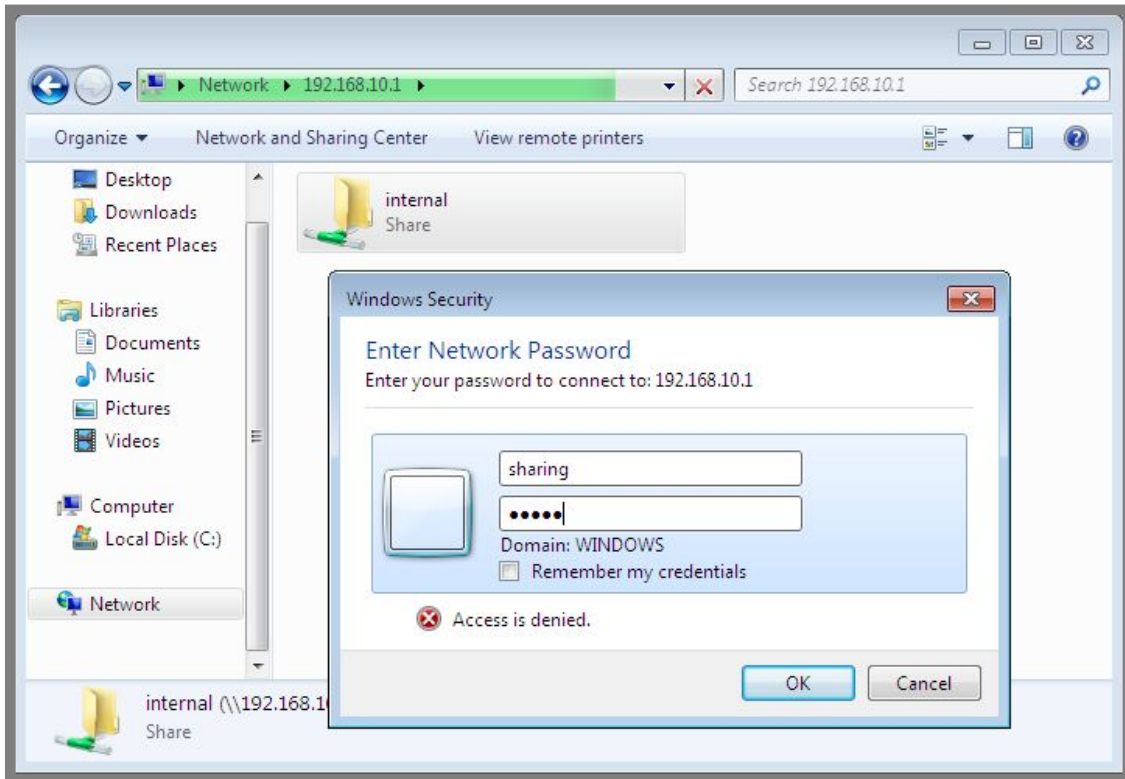 Network ▸ 192.168.10.1 ▸
Search 192.168.10.1
Organize
Network and Sharing Center
View remote printers
Desktop
Downloads
Recent Places
Libraries
Documents
Music
Pictures
Videos
Computer
Local Disk (C:)
Network
internal
Share
Windows Security
Enter Network Password
Enter your password to connect to: 192.168.10.1
sharing
●●●●●
Domain: WINDOWS
Remember my credentials
Access is denied.
OK
Cancel
internal (\\192.168.1
Share